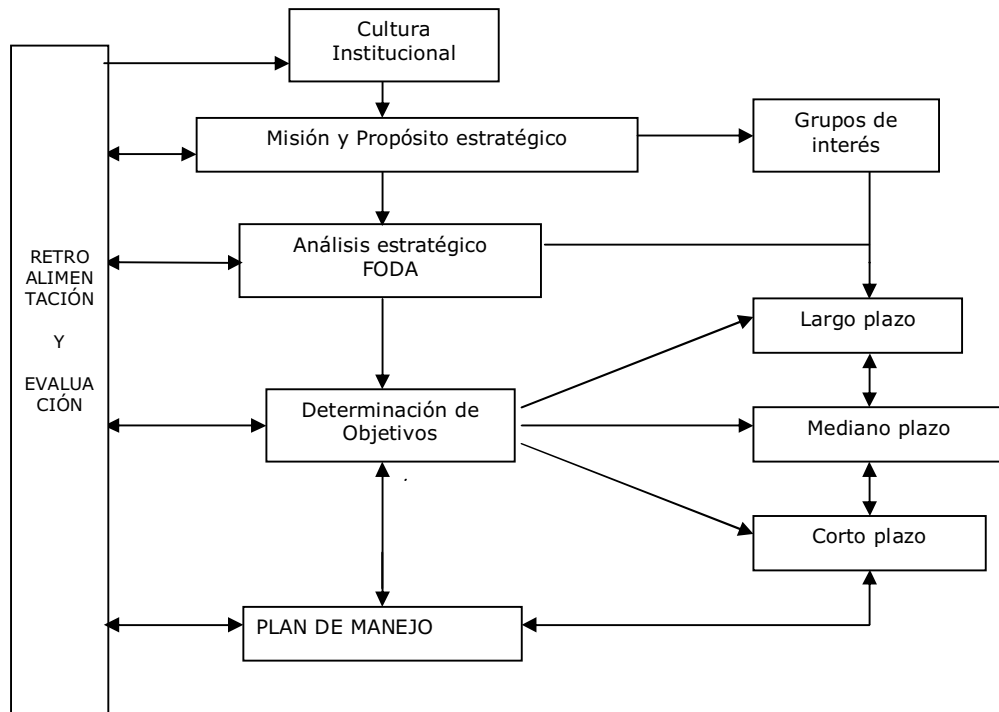 Cultura
Institucional
Misión y Propósito estratégico
Grupos de
interés
Análisis estratégico
FODA
RETRO
ALIMEN
TACIÓN
Y
EVALUA
CIÓN
Largo plazo
Determinación de
Objetivos
Mediano plazo
Corto plazo
PLAN DE MANEJO